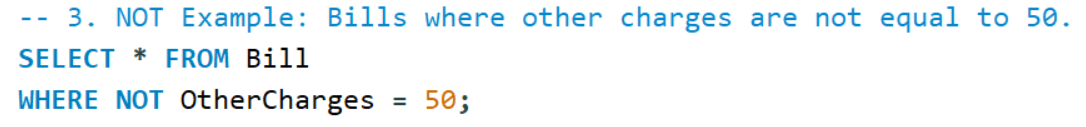 -- 3. NOT Example: Bills where other charges are not equal to 50.
SELECT * FROM Bill
WHERE NOT OtherCharges = 50;